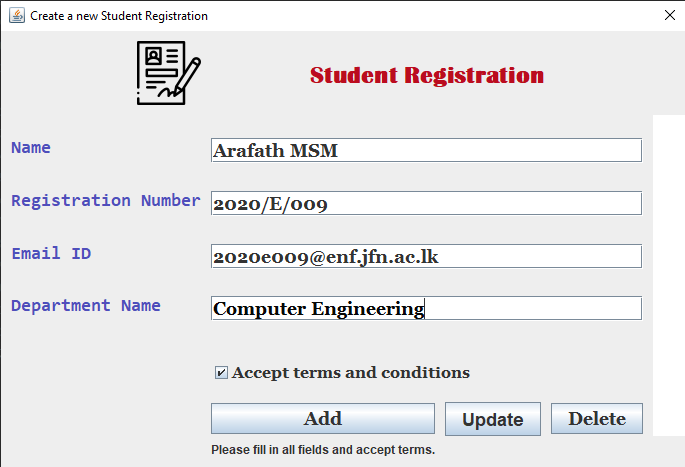 Create a new Student Registration
Student Registration
Name
Arafath MSM
Registration Number
2020/E/009
Email ID
2020e009@enf.jfn.ac.lk
Department Name
Computer Engineering
Accept terms and conditions
Add Update Delete
Please fill in all fields and accept terms.